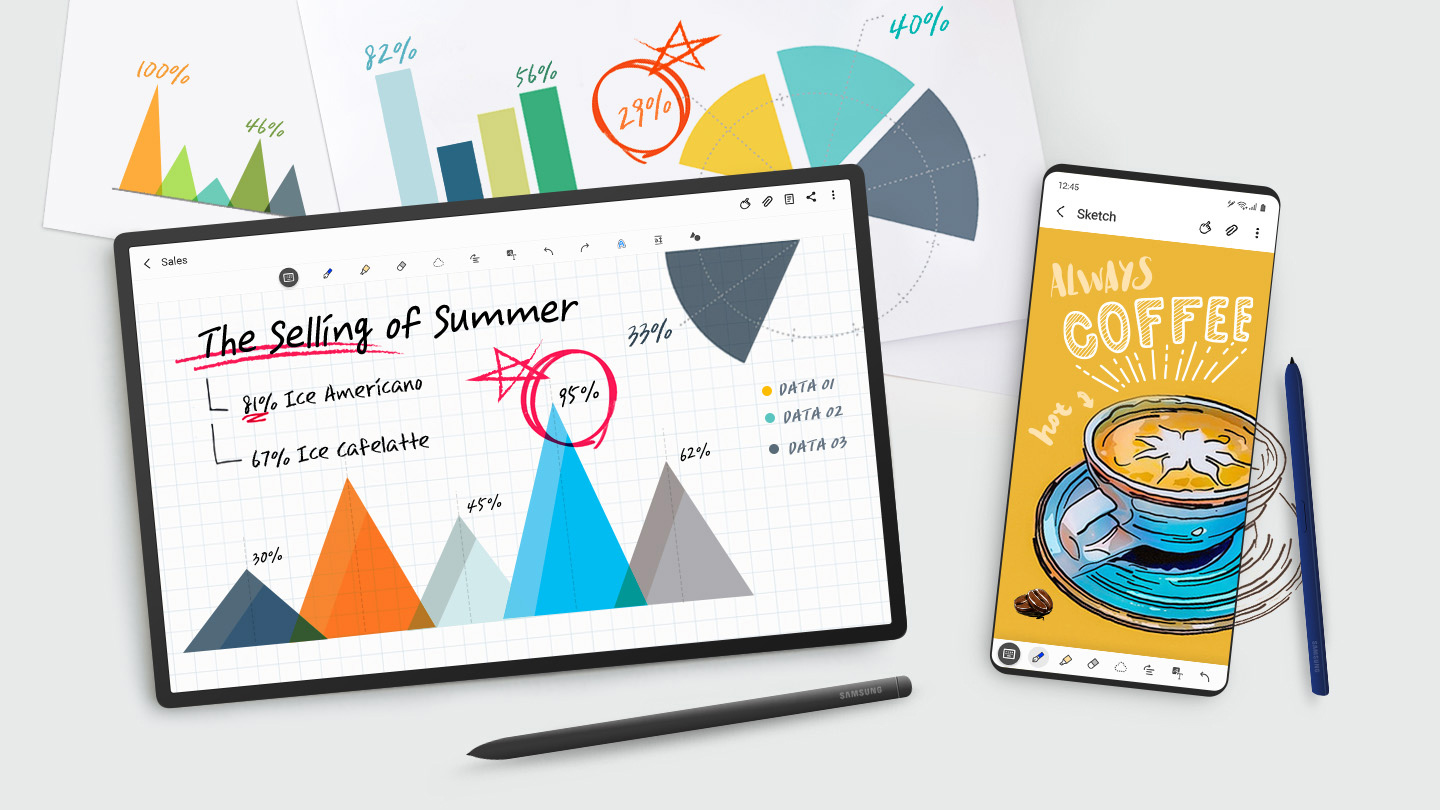 100%
46%
82%
56%
29%
40%
Sales
The Selling of Summer
81% Ice Americano
67% Ice Cafelatte
33%
95%
DATA 01
DATA 02
DATA 03
30%
45%
62%
SAMSUNG
12:45
Sketch
ALWAYS
COFFEE
hot